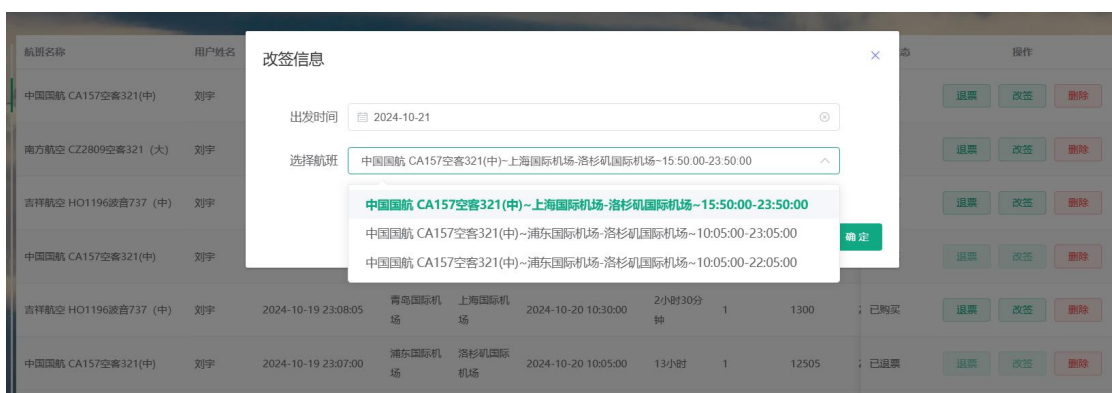 航班名称 用户姓名 态 操作
改签信息
中国国航 CA157空客321(中) 刘宇 退票 改签 删除
出发时间 2024-10-21
南方航空 CZ2809空客321（大） 刘宇 退票 改签 删除
选择航班 中国国航 CA157空客321(中)~上海国际机场-洛杉矶国际机场~15:50:00-23:50:00
吉祥航空 HO1196波音737（中） 刘宇 退票 改签 删除
中国国航 CA157空客321(中)~上海国际机场-洛杉矶国际机场~15:50:00-23:50:00
中国国航 CA157空客321(中)~浦东国际机场-洛杉矶国际机场~10:05:00-23:05:00
确定
中国国航 CA157空客321(中) 刘宇 退票 改签 删除
中国国航 CA157空客321(中)~浦东国际机场-洛杉矶国际机场~10:05:00-22:05:00
吉祥航空 HO1196波音737（中） 刘宇 2024-10-19 23:08:05 青岛国际机场 上海国际机场 2024-10-20 10:30:00 2小时30分钟 1 1300 已购买 退票 改签 删除
中国国航 CA157空客321(中) 刘宇 2024-10-19 23:07:00 浦东国际机场 洛杉矶国际机场 2024-10-20 10:05:00 13小时 1 12505 已退票 退票 改签 删除